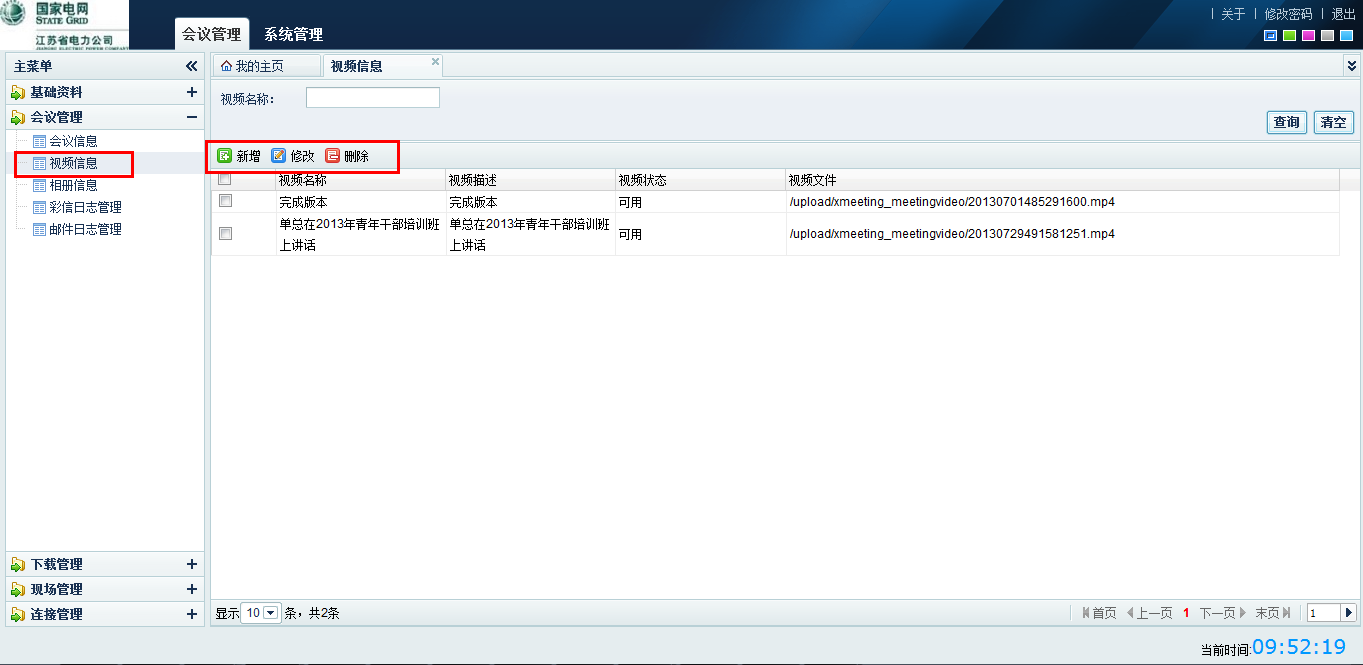 国家电网
STATE GRID
江苏省电力公司
JIANGSU ELECTRIC POWER COMPANY
会议管理 系统管理
关于 修改密码 退出
主菜单
基础资料
会议管理
会议信息
视频信息
相册信息
彩信日志管理
邮件日志管理
下载管理
现场管理
连接管理
我的主页 视频信息
视频名称：
查询 清空
新增 修改 删除
视频名称 视频描述 视频状态 视频文件
完成版本 完成版本 可用 /upload/xmeeting_meetingvideo/20130701485291600.mp4
单总在2013年青年干部培训班上讲话 单总在2013年青年干部培训班上讲话 可用 /upload/xmeeting_meetingvideo/20130729491581251.mp4
显示 10 条，共2条
首页 上一页 1 下一页 末页 1
当前时间:09:52:19